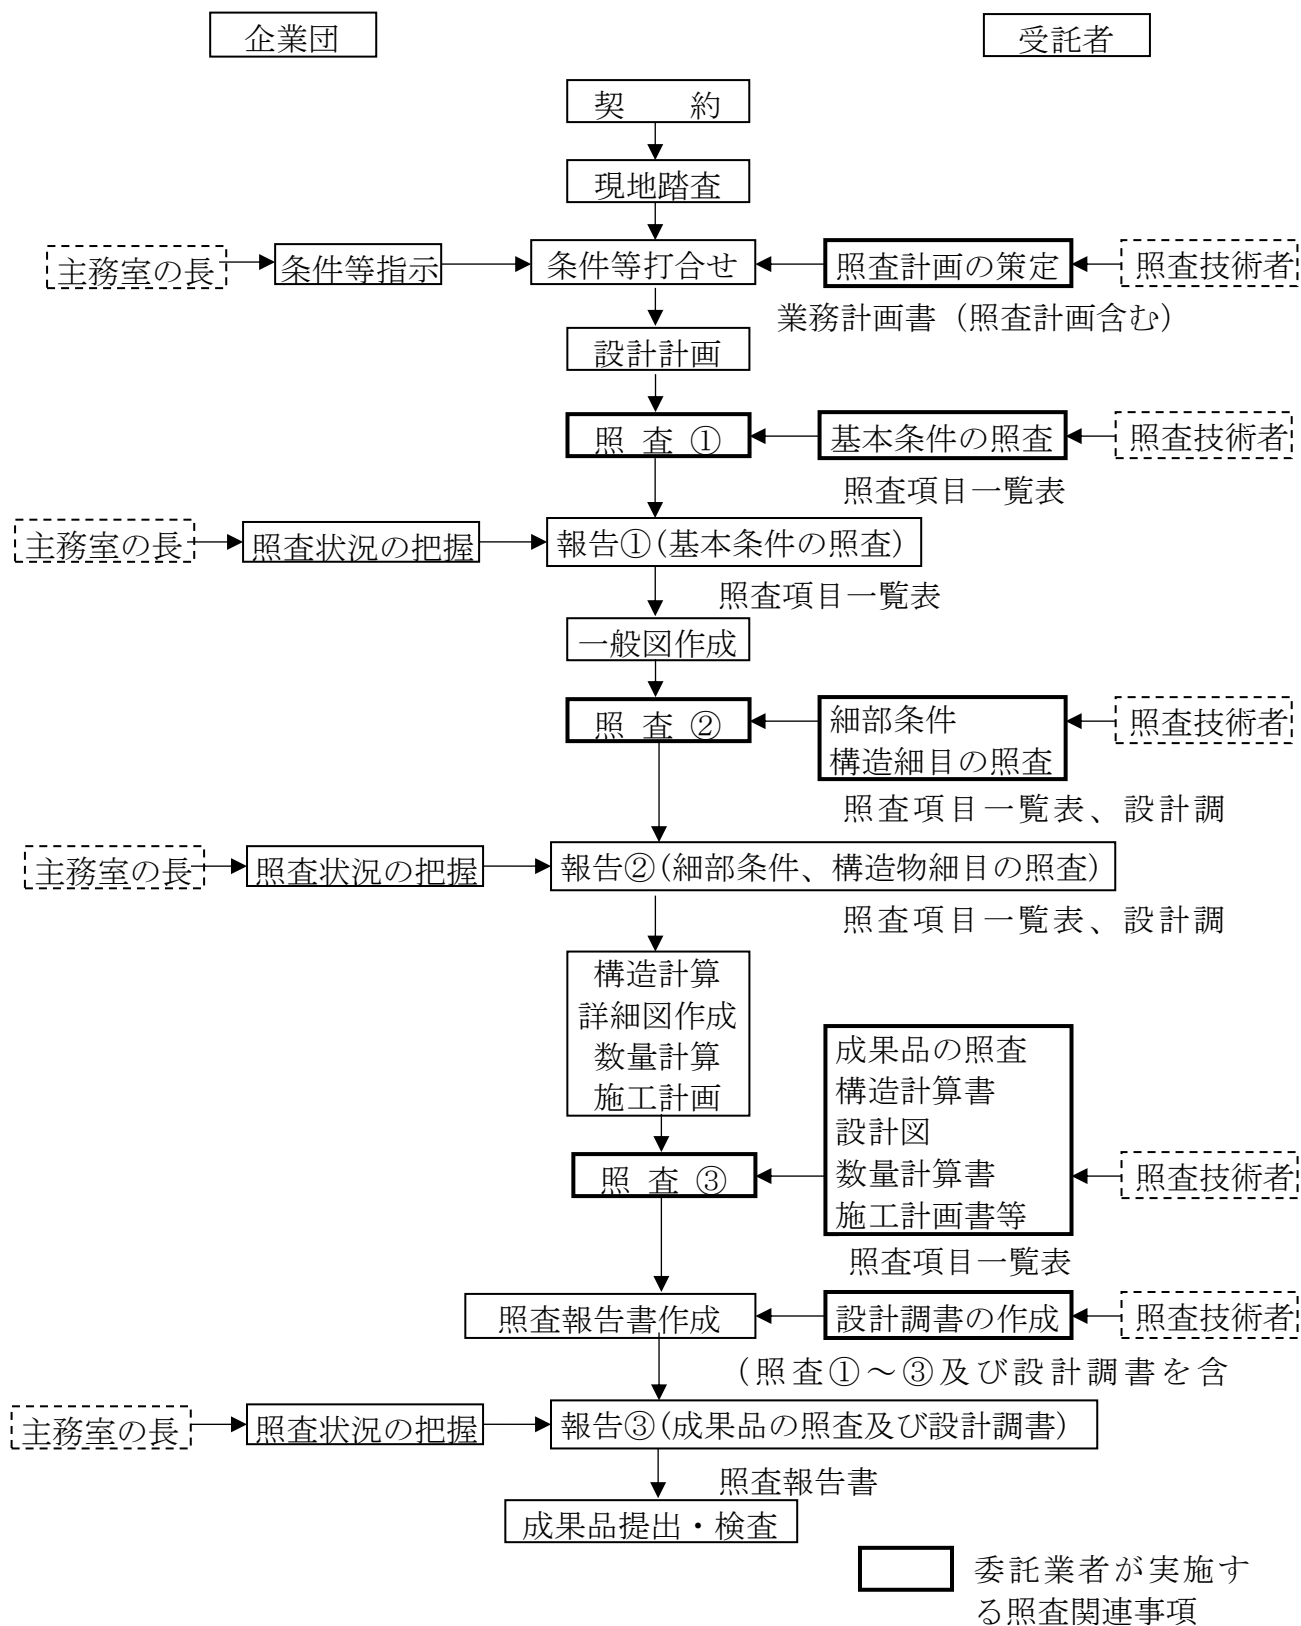 企業団
受託者
契　　約
現地踏査
主務室の長
条件等指示
条件等打合せ
照査計画の策定
照査技術者
業務計画書（照査計画含む）
設計計画
照 査 ①
基本条件の照査
照査技術者
照査項目一覧表
主務室の長
照査状況の把握
報告①(基本条件の照査)
照査項目一覧表
一般図作成
照 査 ②
細部条件
構造細目の照査
照査技術者
照査項目一覧表、設計調
主務室の長
照査状況の把握
報告②(細部条件、構造物細目の照査)
照査項目一覧表、設計調
構造計算
詳細図作成
数量計算
施工計画
成果品の照査
構造計算書
設計図
数量計算書
施工計画書等
照 査 ③
照査技術者
照査項目一覧表
照査報告書作成
設計調書の作成
照査技術者
（照査①～③及び設計調書を含
主務室の長
照査状況の把握
報告③(成果品の照査及び設計調書)
照査報告書
成果品提出・検査
委託業者が実施す
る照査関連事項